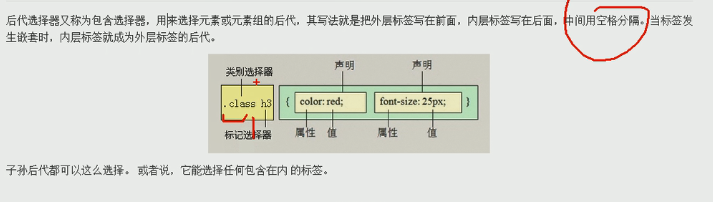 后代选择器又称为包含选择器，用来选择元素或元素组的后代，其写法就是把外层标签写在前面，内层标签写在后面，中间用空格分隔。当标签发
生嵌套时，内层标签就成为外层标签的后代。
类别选择器 声明 声明
.class h3 { color: red; font-size: 25px; }
标记选择器 属性 值 属性 值
子孙后代都可以这么选择。 或者说，它能选择任何包含在内 的标签。